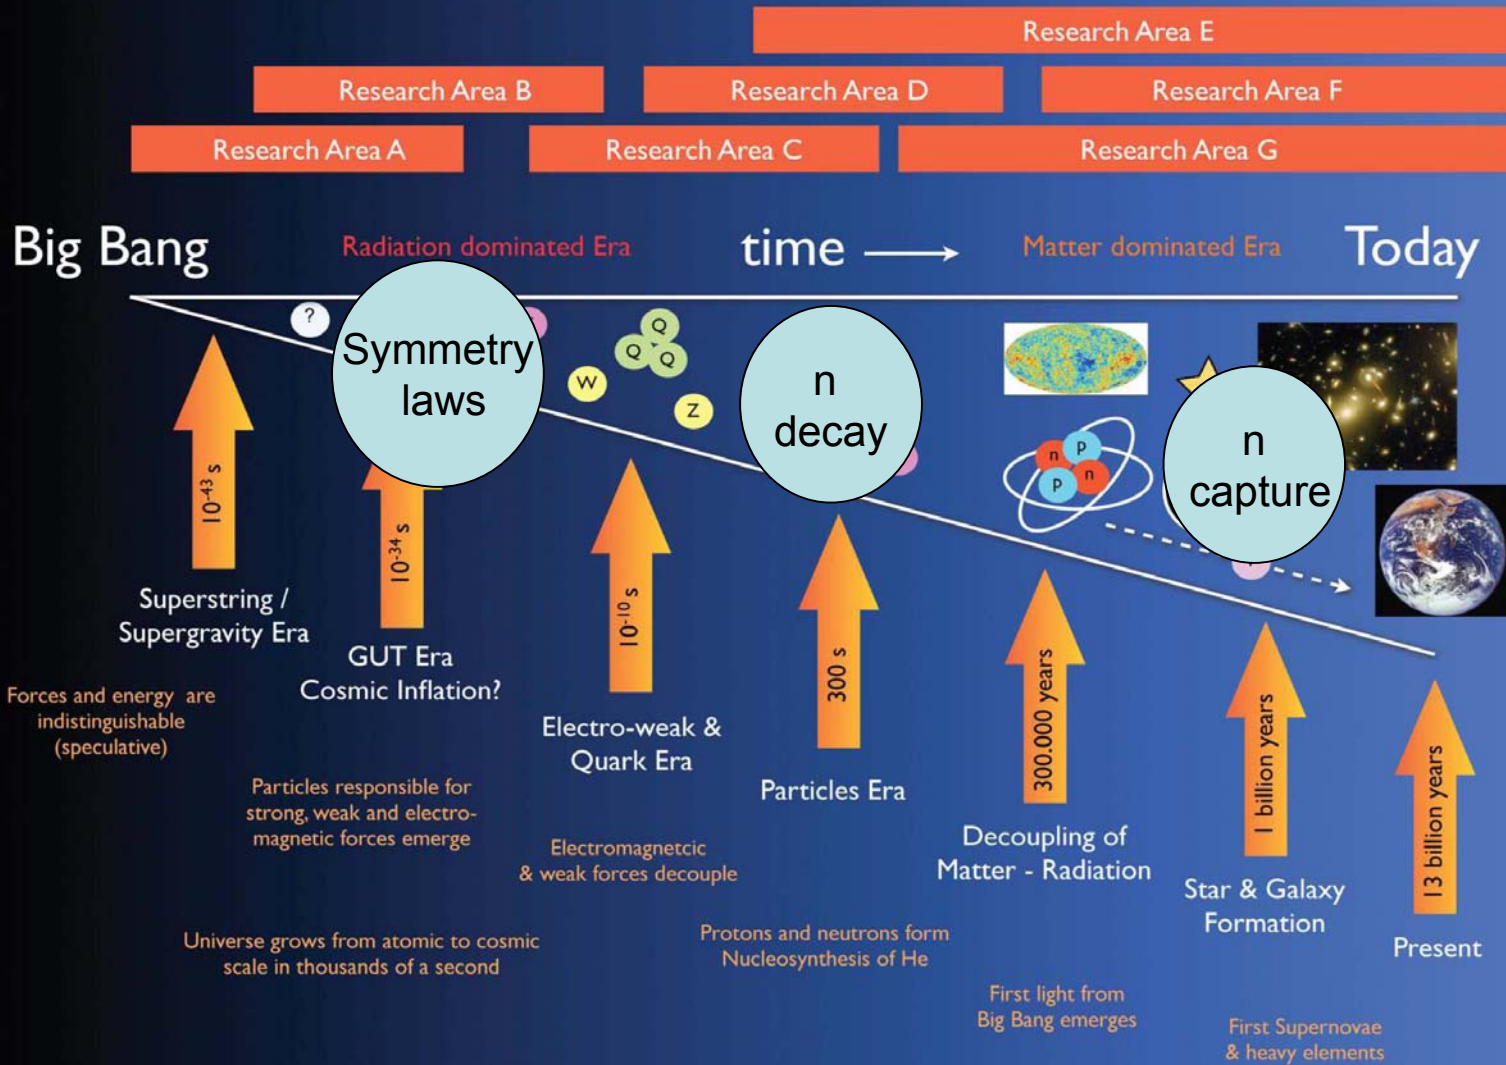 Research Area E
Research Area B
Research Area D
Research Area F
Research Area A
Research Area C
Research Area G
Big Bang
Radiation dominated Era
time
Matter dominated Era
Today
?
Symmetry
laws
Q
Q Q
W
Z
n
decay
n
p
p
n
n
capture
10⁻⁴³ s
10⁻³⁴ s
10⁻¹⁰ s
300 s
300.000 years
1 billion years
13 billion years
Superstring /
Supergravity Era
GUT Era
Cosmic Inflation?
Electro-weak &
Quark Era
Particles Era
Decoupling of
Matter - Radiation
Star & Galaxy
Formation
Present
Forces and energy are
indistinguishable
(speculative)
Particles responsible for
strong, weak and electro-
magnetic forces emerge
Electromagnetcic
& weak forces decouple
Universe grows from atomic to cosmic
scale in thousands of a second
Protons and neutrons form
Nucleosynthesis of He
First light from
Big Bang emerges
First Supernovae
& heavy elements